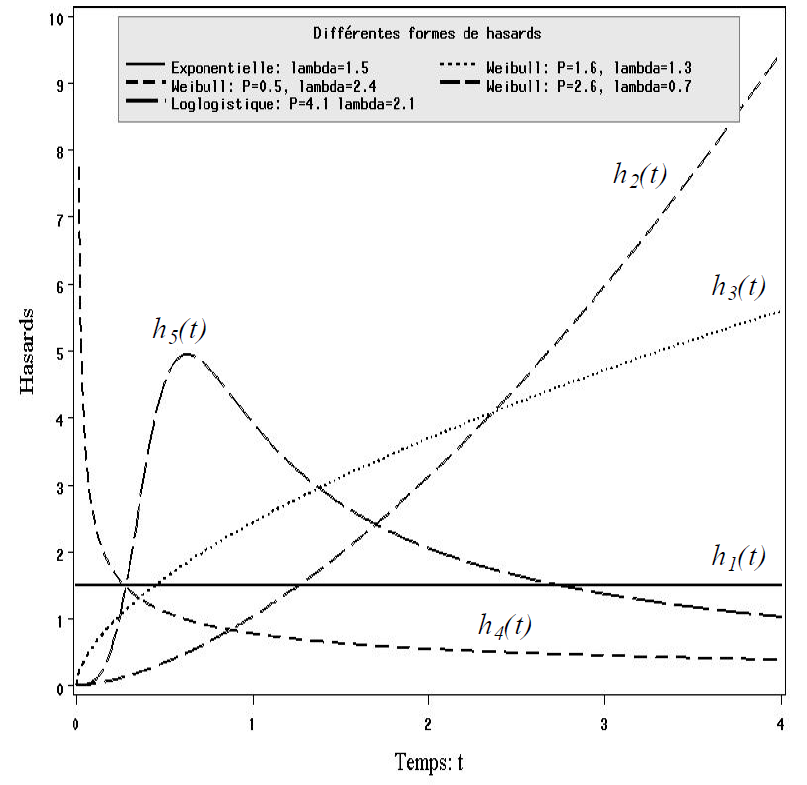 Différentes formes de hasards
Exponentielle: lambda=1.5
Weibull: P=1.6, lambda=1.3
Weibull: P=0.5, lambda=2.4
Weibull: P=2.6, lambda=0.7
Loglogistique: P=4.1 lambda=2.1
10
9
8
7
6
5
4
3
2
1
0
Hasards
h2(t)
h3(t)
h5(t)
h1(t)
h4(t)
0 1 2 3 4
Temps: t